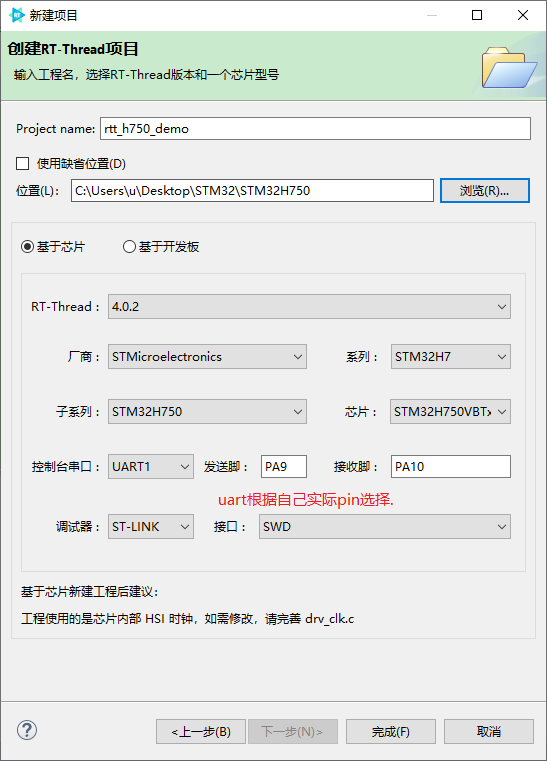 新建项目
创建RT-Thread项目
输入工程名，选择RT-Thread版本和一个芯片型号
Project name: rtt_h750_demo
使用缺省位置(D)
位置(L): C:\Users\u\Desktop\STM32\STM32H750 浏览(R)...
基于芯片 基于开发板
RT-Thread : 4.0.2
厂商 : STMicroelectronics 系列 : STM32H7
子系列 : STM32H750 芯片 : STM32H750VBTx
控制台串口 : UART1 发送脚 : PA9 接收脚 : PA10
uart根据自己实际pin选择.
调试器 : ST-LINK 接口 : SWD
基于芯片新建工程后建议:
工程使用的是芯片内部 HSI 时钟，如需修改，请完善 drv_clk.c
? <上一步(B) 下一步(N)> 完成(F) 取消